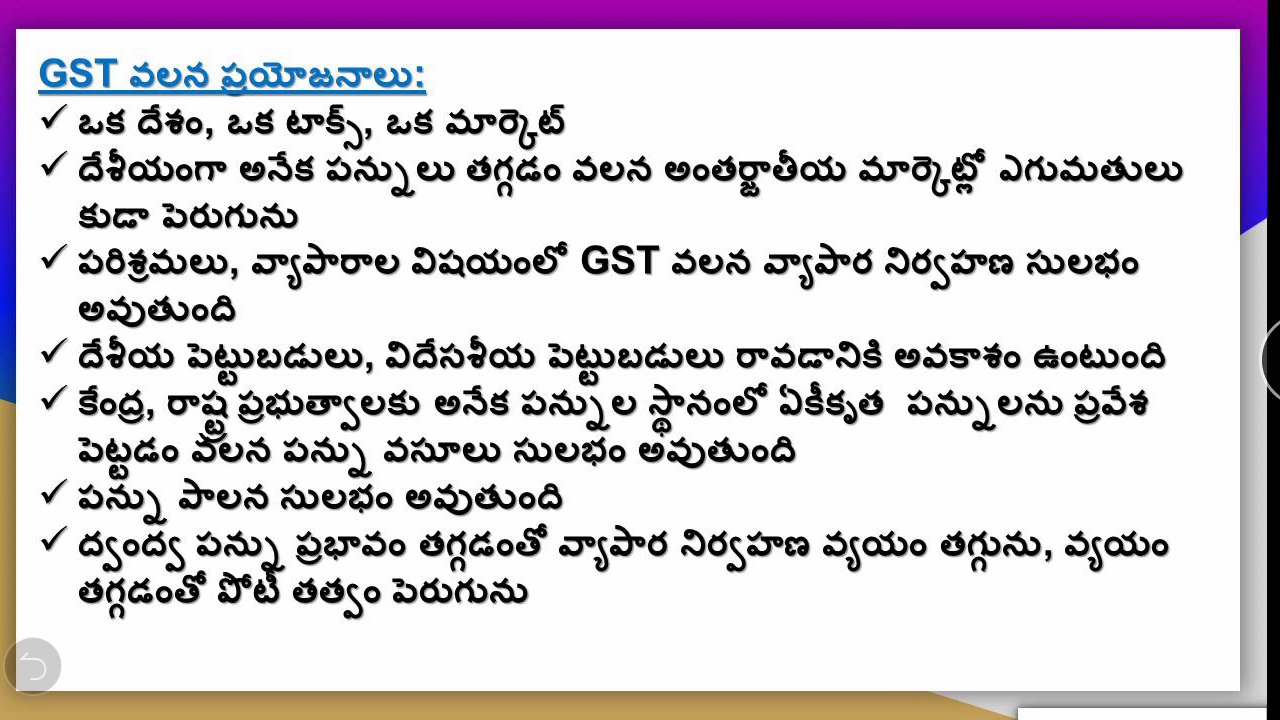 GST వలన ప్రయోజనాలు:
✓ ఒక దేశం, ఒక టాక్స్, ఒక మార్కెట్
✓ దేశీయంగా అనేక పన్నులు తగ్గడం వలన అంతర్జాతీయ మార్కెట్లో ఎగుమతులు
కుడా పెరుగును
✓ పరిశ్రమలు, వ్యాపారాల విషయంలో GST వలన వ్యాపార నిర్వహణ సులభం
అవుతుంది
✓ దేశీయ పెట్టుబడులు, విదేసశీయ పెట్టుబడులు రావడానికి అవకాశం ఉంటుంది
✓ కేంద్ర, రాష్ట్ర ప్రభుత్వాలకు అనేక పన్నుల స్థానంలో ఏకీకృత పన్నులను ప్రవేశ
పెట్టడం వలన పన్ను వసూలు సులభం అవుతుంది
✓ పన్ను పాలన సులభం అవుతుంది
✓ ద్వంద్వ పన్ను ప్రభావం తగ్గడంతో వ్యాపార నిర్వహణ వ్యయం తగ్గును, వ్యయం
తగ్గడంతో పోటీ తత్వం పెరుగును